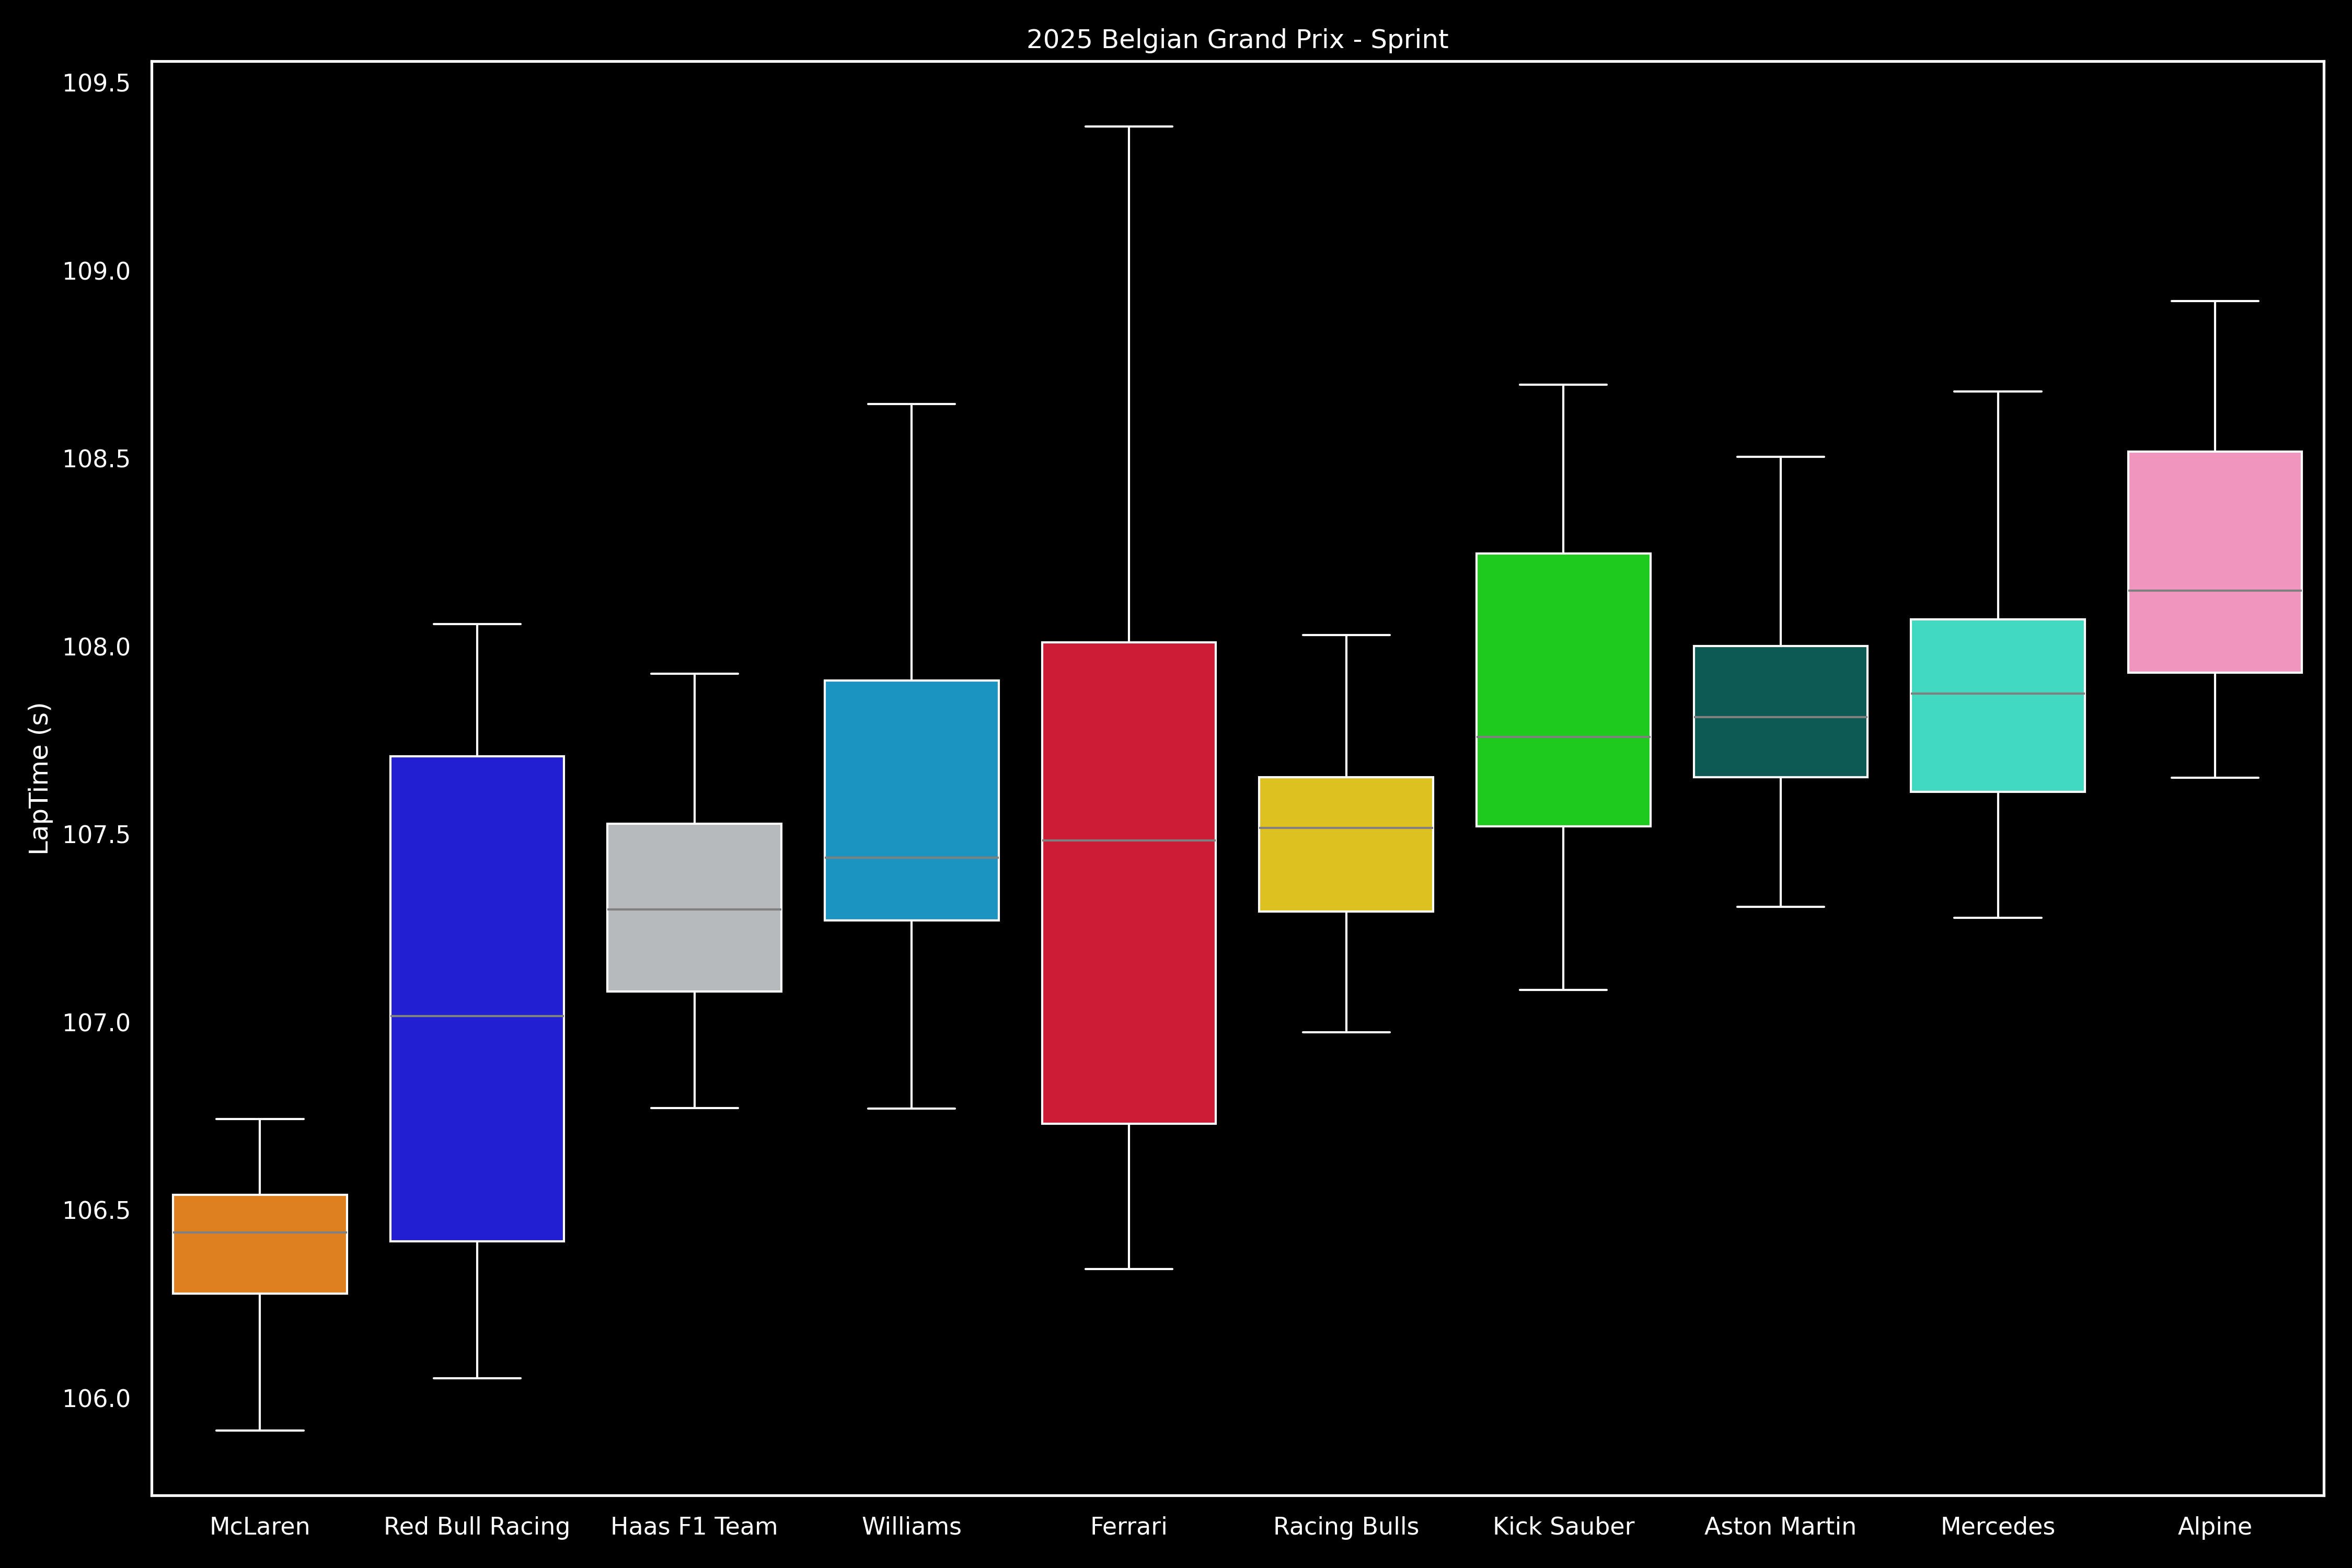 2025 Belgian Grand Prix - Sprint
109.5
109.0
108.5
108.0
107.5
107.0
106.5
106.0
LapTime (s)
McLaren Red Bull Racing Haas F1 Team Williams Ferrari Racing Bulls Kick Sauber Aston Martin Mercedes Alpine